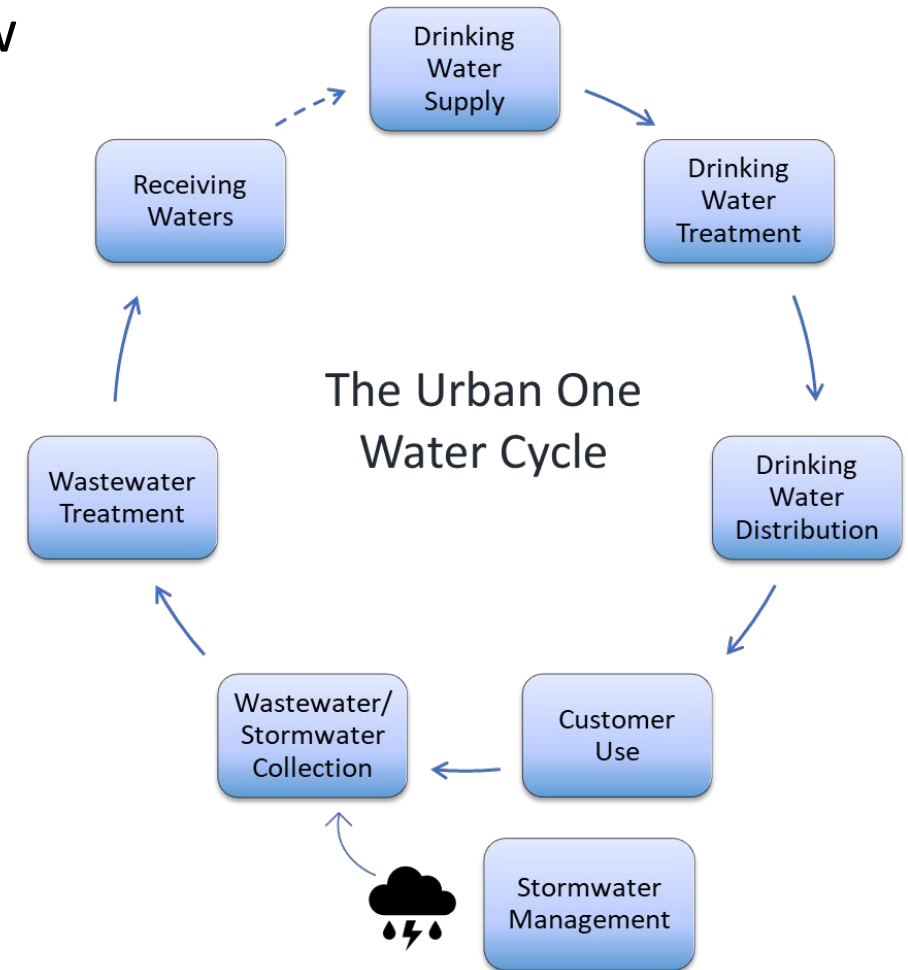 w
Drinking
Water
Supply
Receiving
Waters
Drinking
Water
Treatment
The Urban One
Water Cycle
Wastewater
Treatment
Drinking
Water
Distribution
Wastewater/
Stormwater
Collection
Customer
Use
Stormwater
Management